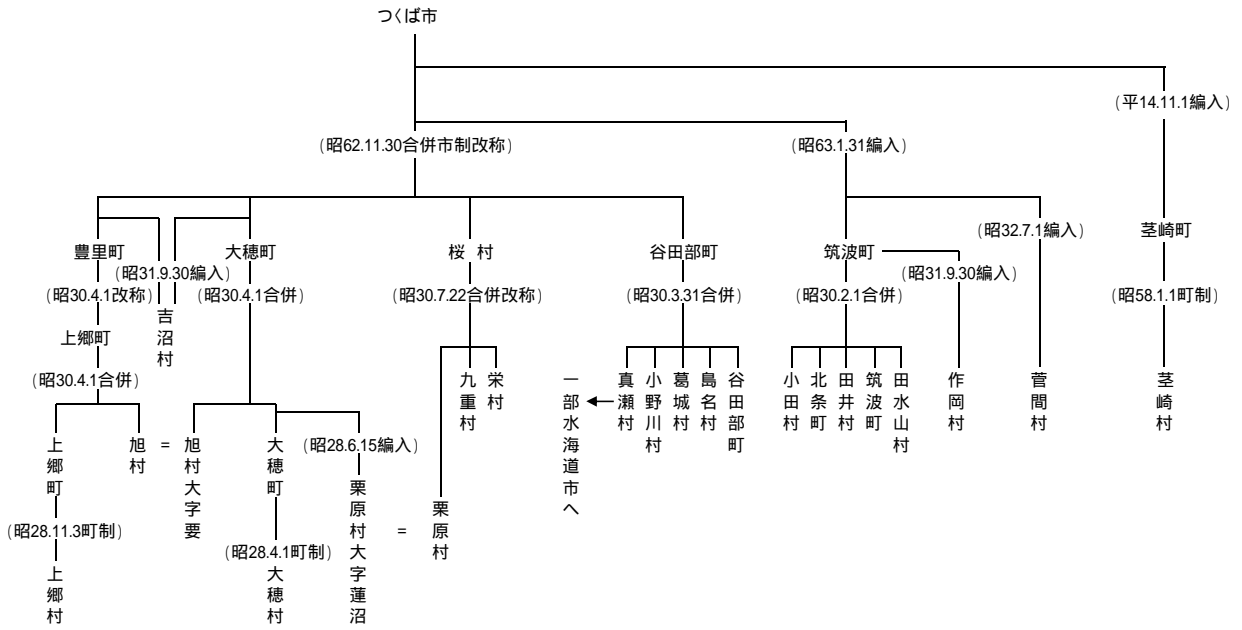 つくば市
(平14.11.1編入)
(昭62.11.30合併市制改称)
(昭63.1.31編入)
豊里町
大穂町
桜 村
谷田部町
筑波町
(昭32.7.1編入)
茎崎町
(昭31.9.30編入)
(昭31.9.30編入)
(昭30.4.1改称)
(昭30.4.1合併)
(昭30.7.22合併改称)
(昭30.3.31合併)
(昭30.2.1合併)
(昭58.1.1町制)
上郷町
吉沼村
(昭30.4.1合併)
九重村
栄村
一部水海道市へ
真瀬村
小野川村
葛城村
島名村
谷田部町
小田村
北条町
田井村
筑波町
田水山村
作岡村
菅間村
茎崎村
上郷町
旭村
=
旭村大字要
大穂町
(昭28.6.15編入)
栗原村大字蓮沼
=
栗原村
(昭28.11.3町制)
(昭28.4.1町制)
上郷村
大穂村